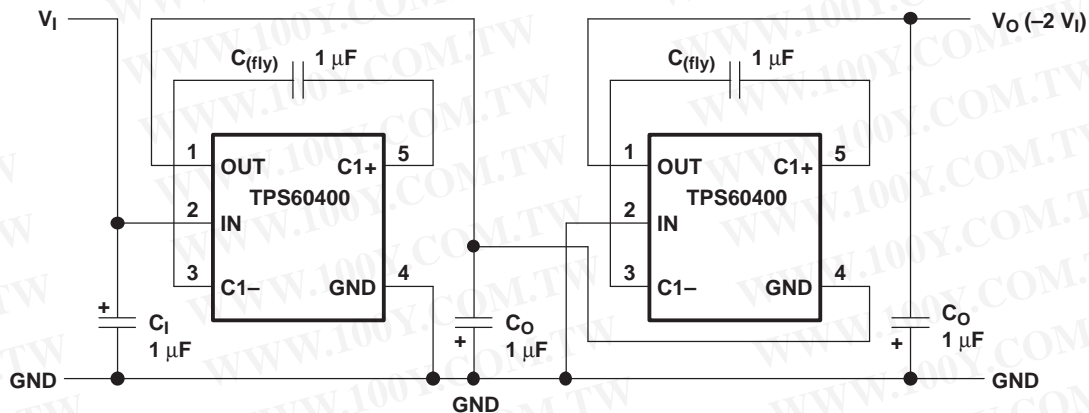 VI
VO (–2 VI)
C(fly) 1 µF
C(fly) 1 µF
1 OUT C1+ 5
TPS60400
2 IN
3 C1– GND 4
1 OUT C1+ 5
TPS60400
2 IN
3 C1– GND 4
+ CI
1 µF
+ CO
1 µF
+ CO
1 µF
GND
GND
GND
WWW.100Y.COM.TW